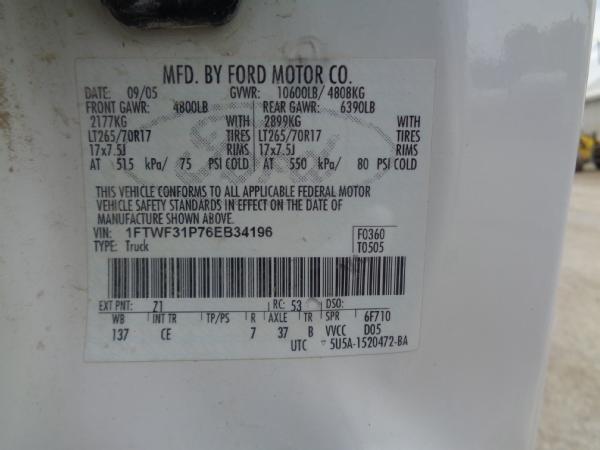 MFD. BY FORD MOTOR CO.
DATE: 09/05 GVWR: 10600LB/ 4808KG
FRONT GAWR: 4800LB REAR GAWR: 6390LB
2177KG WITH 2899KG WITH
LT265/70R17 TIRES LT265/70R17 TIRES
17x7.5J RIMS 17x7.5J RIMS
AT 515 kPa/ 75 PSI COLD AT 550 kPa/ 80 PSI COLD
THIS VEHICLE CONFORMS TO ALL APPLICABLE FEDERAL MOTOR
VEHICLE SAFETY STANDARDS IN EFFECT ON THE DATE OF
MANUFACTURE SHOWN ABOVE.
VIN: 1FTWF31P76EB34196 F0360
TYPE: Truck T0505
EXT PNT: Z1 RC: 53 DSO:
WB INT TR TP/PS R AXLE TR SPR 6F710
137 CE 7 37 B VVCC D05
UTC 5U5A-1520472-BA